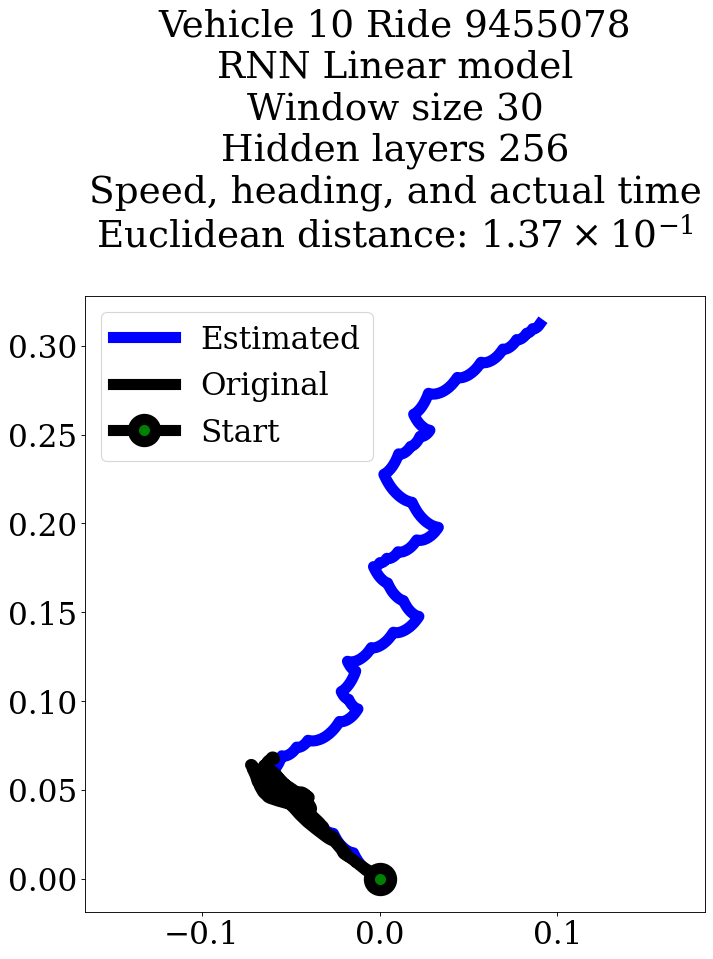 Vehicle 10 Ride 9455078
RNN Linear model
Window size 30
Hidden layers 256
Speed, heading, and actual time
Euclidean distance: 1.37 × 10⁻¹
Estimated
Original
Start
0.30
0.25
0.20
0.15
0.10
0.05
0.00
−0.1
0.0
0.1